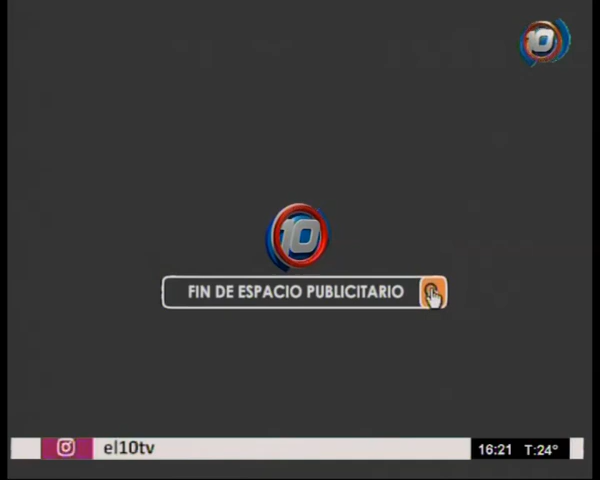 10
10
FIN DE ESPACIO PUBLICITARIO
el10tv
16:21 T:24°